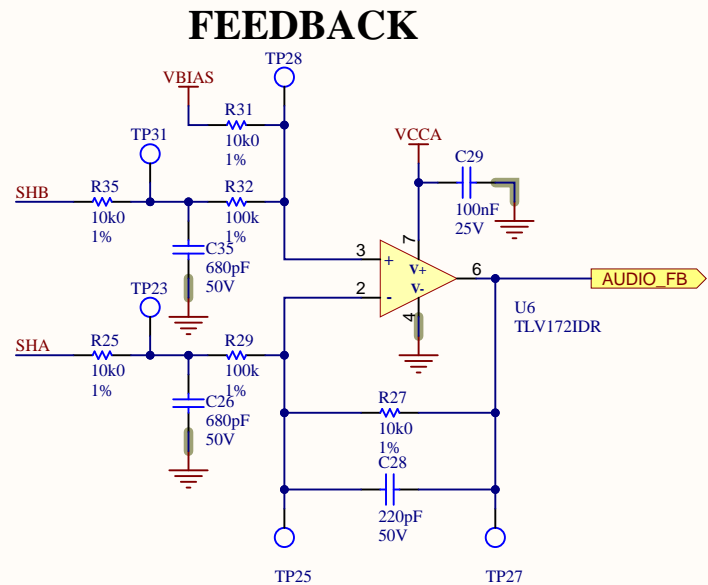 FEEDBACK
TP28
VBIAS
R31
10k0
1%
TP31
VCCA
C29
100nF
25V
SHB
R35
10k0
1%
R32
100k
1%
C35
680pF
50V
3
+
2
-
7
V+
V-
4
6
AUDIO_FB
U6
TLV172IDR
TP23
SHA
R25
10k0
1%
R29
100k
1%
C26
680pF
50V
R27
10k0
1%
C28
220pF
50V
TP25
TP27